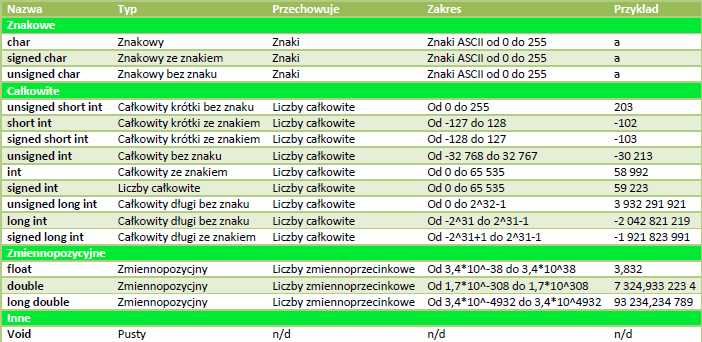 Nazwa Typ Przechowuje Zakres Przykład
Znakowe
char Znakowy Znaki Znaki ASCII od 0 do 255 a
signed char Znakowy ze znakiem Znaki Znaki ASCII od 0 do 255 a
unsigned char Znakowy bez znaku Znaki Znaki ASCII od 0 do 255 a
Całkowite
unsigned short int Całkowity krótki bez znaku Liczby całkowite Od 0 do 255 203
short int Całkowity krótki ze znakiem Liczby całkowite Od -127 do 128 -102
signed short int Całkowity krótki ze znakiem Liczby całkowite Od -128 do 127 -103
unsigned int Całkowity bez znaku Liczby całkowite Od -32 768 do 32 767 -30 213
int Całkowity ze znakiem Liczby całkowite Od 0 do 65 535 58 992
signed int Liczby całkowite Liczby całkowite Od 0 do 65 535 59 223
unsigned long int Całkowity długi bez znaku Liczby całkowite Od 0 do 2^32-1 3 932 291 921
long int Całkowity długi bez znaku Liczby całkowite Od -2^31 do 2^31-1 -2 042 821 219
signed long int Całkowity długi ze znakiem Liczby całkowite Od -2^31+1 do 2^31-1 -1 921 823 991
Zmiennopozycyjne
float Zmiennopozycjny Liczby zmiennoprzecinkowe Od 3,4*10^-38 do 3,4*10^38 3,832
double Zmiennopozycjny Liczby zmiennoprzecinkowe Od 1,7*10^-308 do 1,7*10^308 7 324,933 223 4
long double Zmiennopozycjny Liczby zmiennoprzecinkowe Od 3,4*10^-4932 do 3,4*10^4932 93 234,234 789
Inne
Void Pusty n/d n/d n/d